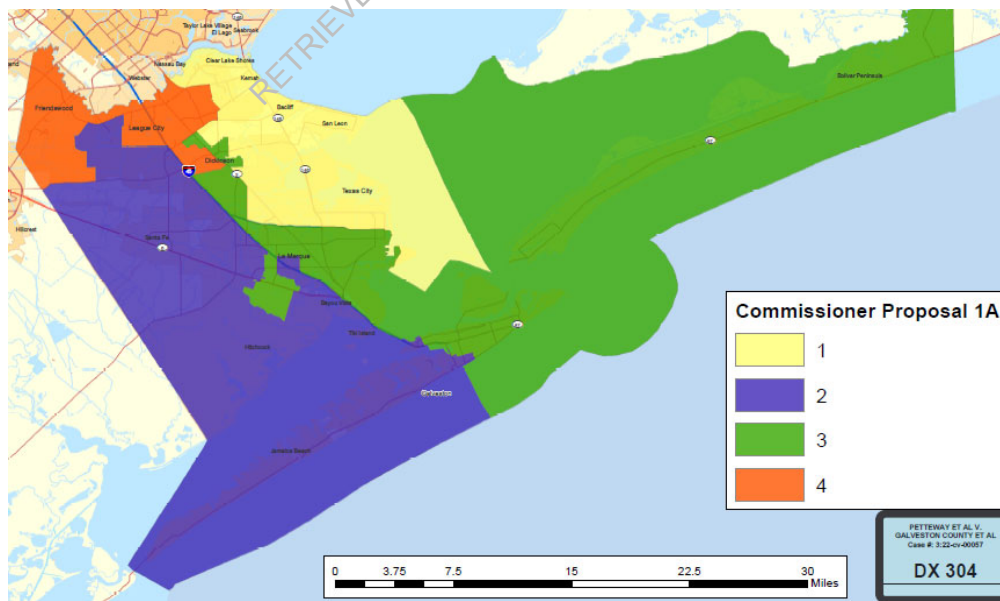 Taylor Lake Village
El Lago
Seabrook
Nassau Bay
Clear Lake Shores
Webster
Kemah
RETRIEVE
Bolivar Peninsula
Friendswood
Bacliff
League City
San Leon
Dickinson
45
Texas City
Hillcrest
Santa Fe
6
La Marque
Bayou Vista
Tiki Island
Hitchcock
Galveston
Jamaica Beach
Commissioner Proposal 1A
1
2
3
4
PETTEWAY ET AL V.
GALVESTON COUNTY ET AL
Case #: 3:22-cv-00057
DX 304
0 3.75 7.5 15 22.5 30
Miles